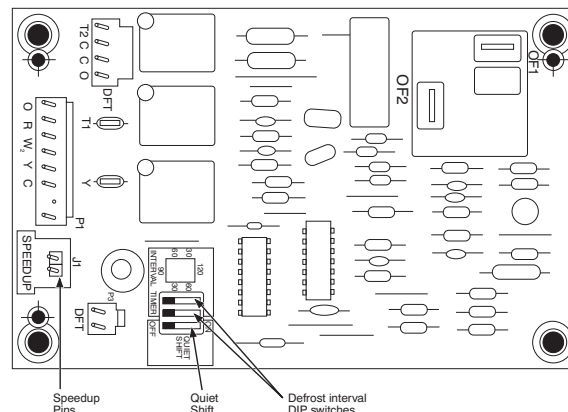 T2 C C O
DFT
T1
Y
O R W2 Y C
P1
SPEEDUP
J1
DFT
P3
INTERVAL TIMER OFF
30
60
90
120
30
60
QUIET
SHIFT
OF1
OF2
Speedup
Pins
Quiet
Shift
Defrost interval
DIP switches